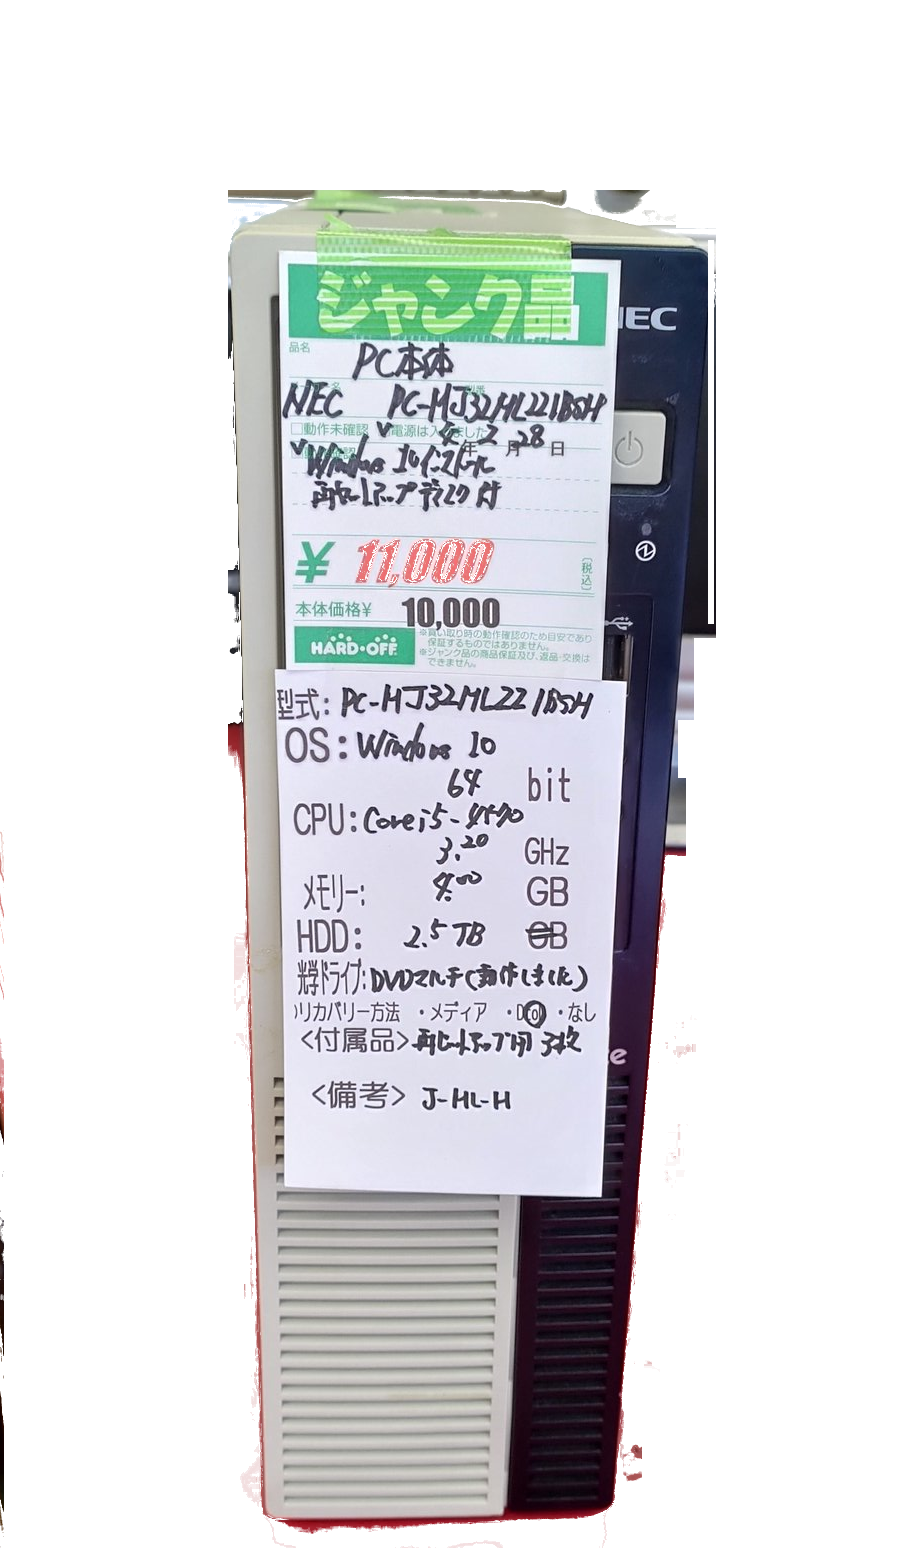 ジャンク品
NEC
品名
PC本体
NEC PC-MJ32MLZ21BSH
□動作未確認 電源は入りました
4年2月28日
Windows 10インストール
再セットアップディスク付
¥ 11,000 (税込)
本体価格¥ 10,000
HARD・OFF
※買い取り時の動作確認のため目安であり
保証するものではありません。
※ジャンク品の商品保証及び、返品・交換は
できません。
型式: PC-MJ32MLZ21BSH
OS: Windows 10
64 bit
CPU: Core i5-4570
3.20 GHz
メモリー: 4.00 GB
HDD: 2.5TB GB
光学ドライブ: DVDマルチ(動作しました)
リカバリー方法 ・メディア ・DtoD ・なし
<付属品> 再セットアップ用 3枚
<備考> J-ML-H